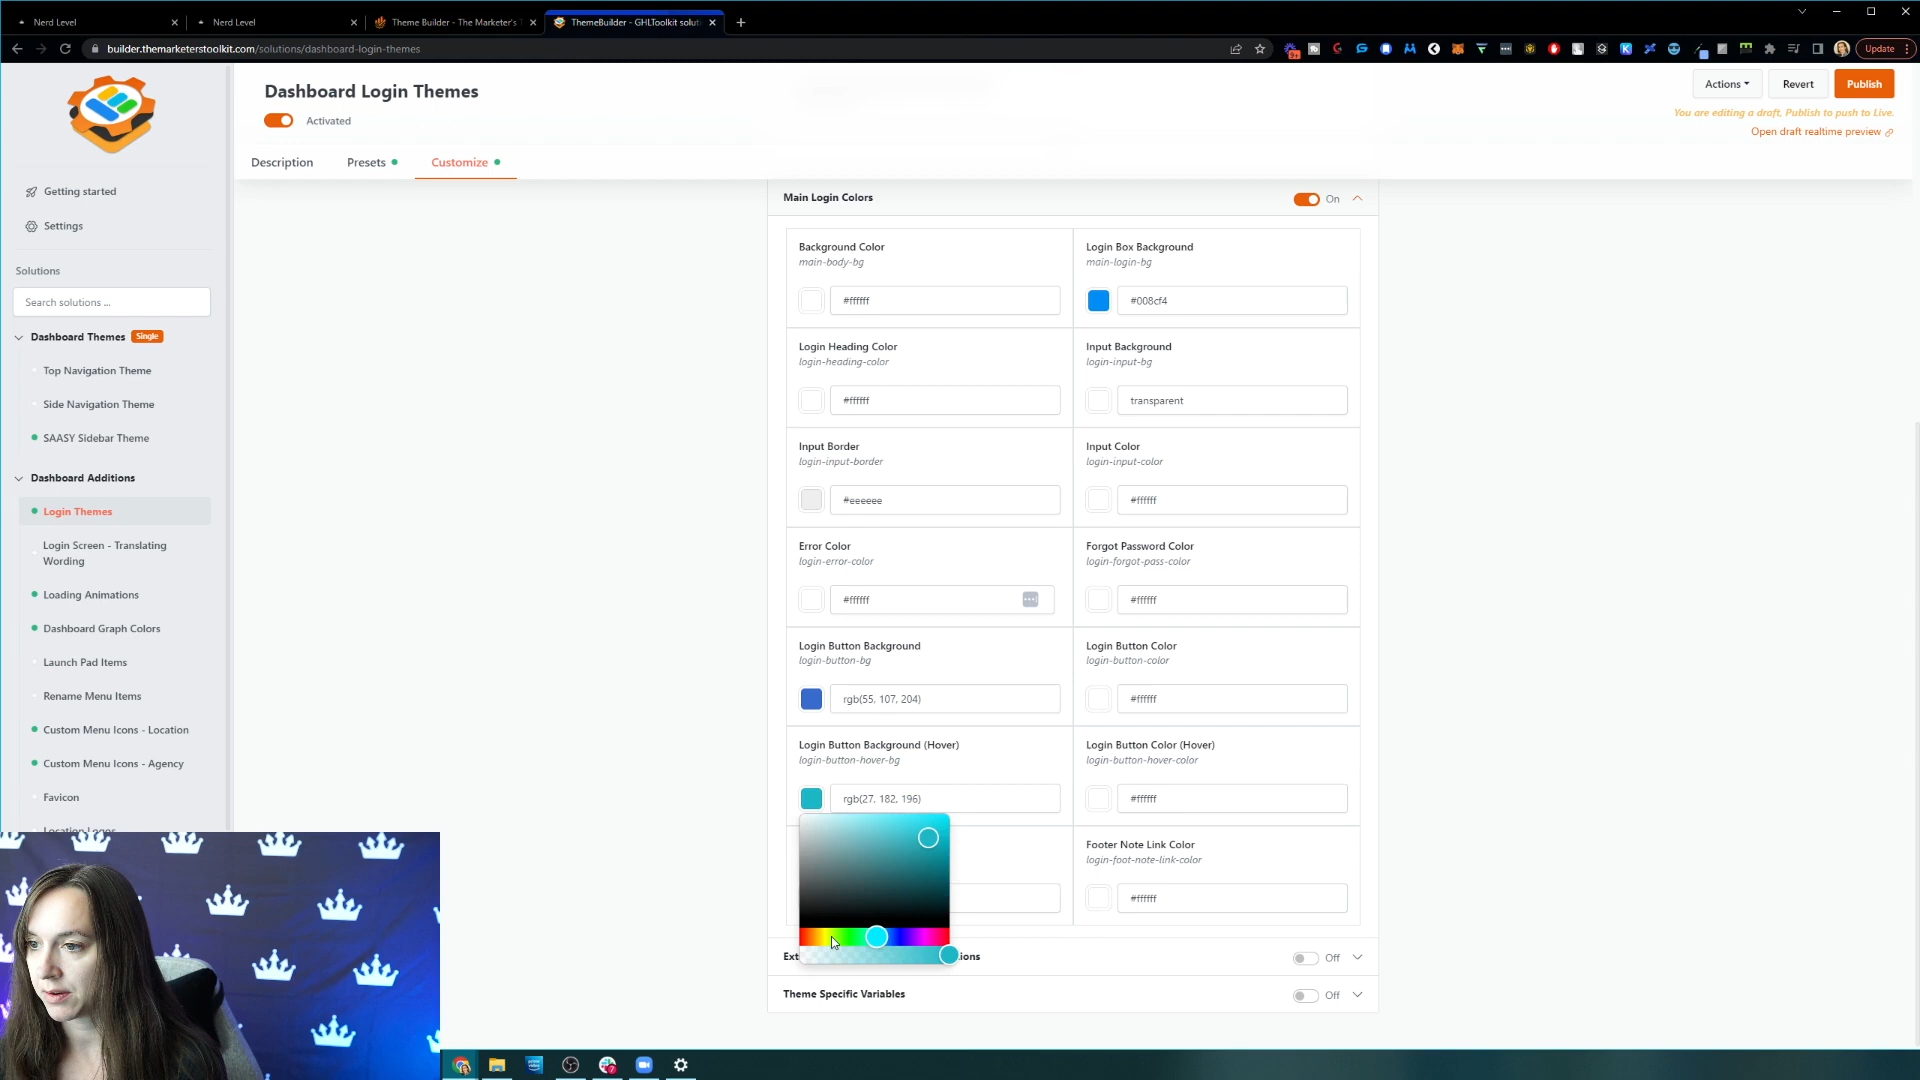 Nerd Level
Nerd Level
Theme Builder - The Marketer's T
ThemeBuilder - GHLToolkit soluti
builder.themarketerstoolkit.com/solutions/dashboard-login-themes
Update
Dashboard Login Themes
Activated
Actions
Revert
Publish
You are editing a draft, Publish to push to Live.
Open draft realtime preview
Description
Presets
Customize
Getting started
Settings
Solutions
Search solutions ...
Dashboard Themes
Single
Top Navigation Theme
Side Navigation Theme
SAASY Sidebar Theme
Dashboard Additions
Login Themes
Login Screen - Translating
Wording
Loading Animations
Dashboard Graph Colors
Launch Pad Items
Rename Menu Items
Custom Menu Icons - Location
Custom Menu Icons - Agency
Favicon
Location Logos
Main Login Colors
On
Background Color
main-body-bg
#ffffff
Login Box Background
main-login-bg
#008cf4
Login Heading Color
login-heading-color
#ffffff
Input Background
login-input-bg
transparent
Input Border
login-input-border
#eeeeee
Input Color
login-input-color
#ffffff
Error Color
login-error-color
#ffffff
Forgot Password Color
login-forgot-pass-color
#ffffff
Login Button Background
login-button-bg
rgb(55, 107, 204)
Login Button Color
login-button-color
#ffffff
Login Button Background (Hover)
login-button-hover-bg
rgb(27, 182, 196)
Login Button Color (Hover)
login-button-hover-color
#ffffff
Footer Note Link Color
login-foot-note-link-color
#ffffff
Ext
ions
Off
Theme Specific Variables
Off